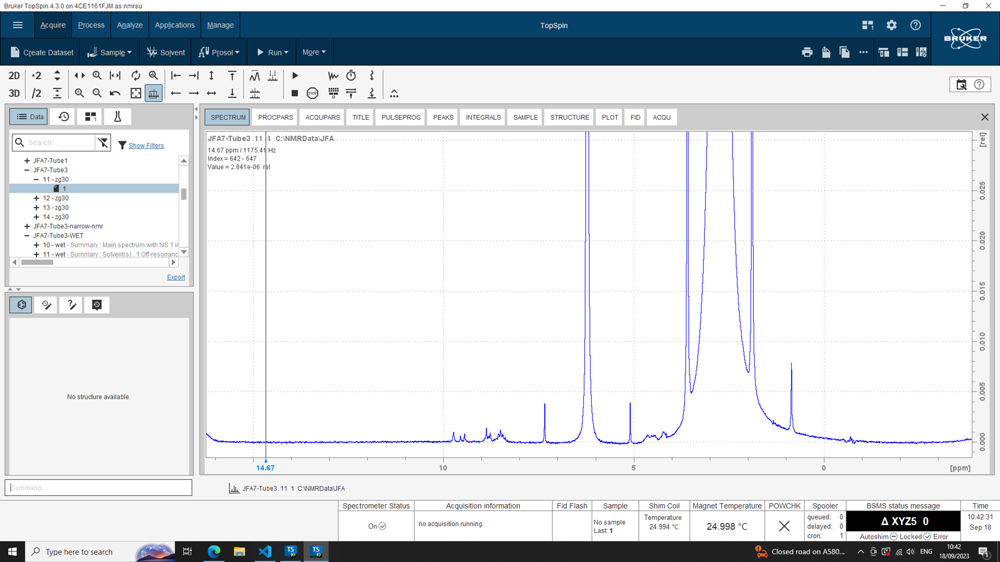 Bruker TopSpin 4.3.0 on 4CE1161FJM as nmrsu
Acquire Process Analyze Applications Manage
TopSpin
1
BRUKER
Create Dataset Sample Solvent Prosol Run More
2D *2
3D /2
STOP
Data
1
SPECTRUM PROCPARS ACQUPARS TITLE PULSEPROG PEAKS INTEGRALS SAMPLE STRUCTURE PLOT FID ACQU
Search...
Show Filters
JFA7-Tube1
JFA7-Tube3
11 - zg30
1
12 - zg30
13 - zg30
14 - zg30
JFA7-Tube3-narrow-nmr
JFA7-Tube3-WET
10 - wet - Summary : Main spectrum with NS 1 ir
11 - wet - Summary : Solvent(s) : 1 Off-resonanc
Export
No structure available.
Command...
JFA7-Tube3 11 1 C:\NMRData\JFA
14.67 ppm / 1175.41 Hz
Index = 642 - 647
Value = 2.841e-06 rel
[rel]
0.025
0.020
0.015
0.010
0.005
0.000
14.67
10
5
0
[ppm]
JFA7-Tube3 11 1 C:\NMRData\JFA
Spectrometer Status
On
Acquisition information
no acquisition running
Fid Flash
Sample
No sample
Last: 1
Shim Coil
Temperature
24.994 °C
Magnet Temperature
24.998 °C
POWCHK
Spooler
queued: 0
delayed: 0
cron: 1
BSMS status message
Δ XYZ5 0
Autoshim Locked Error
Time
10:42:31
Sep 18
Type here to search
TS
TS
Closed road on A580...
ENG
10:42
18/09/2023
1